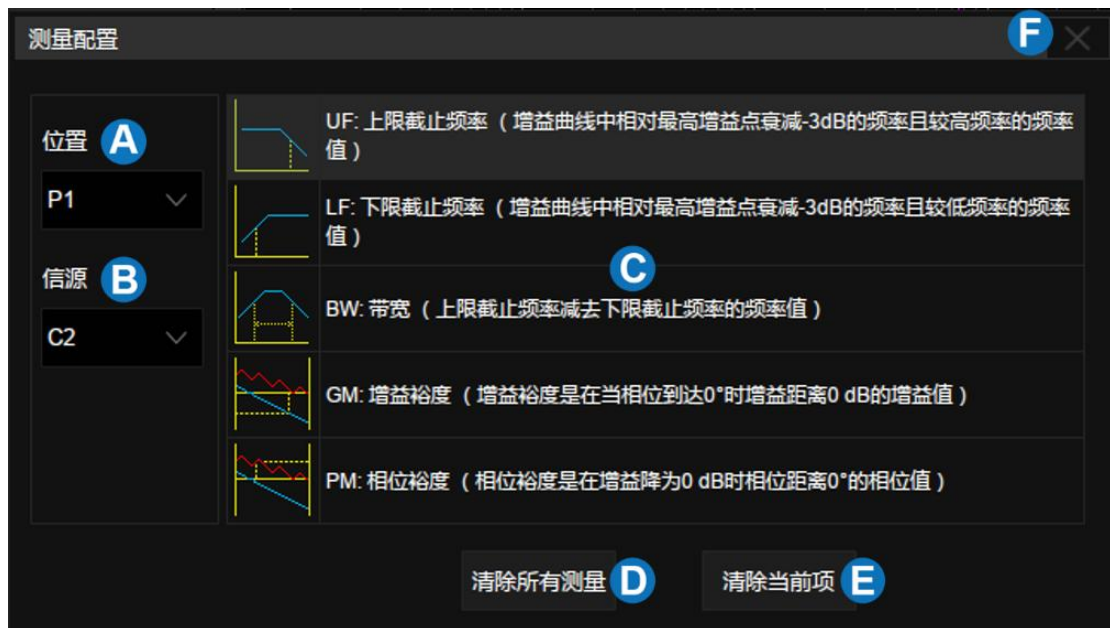 测量配置
F
位置 A
P1
信源 B
C2
UF: 上限截止频率（增益曲线中相对最高增益点衰减-3dB的频率且较高频率的频率
值）
LF: 下限截止频率（增益曲线中相对最高增益点衰减-3dB的频率且较低频率的频率
值）
C
BW: 带宽（上限截止频率减去下限截止频率的频率值）
GM: 增益裕度（增益裕度是在当相位到达0°时增益距离0 dB的增益值）
PM: 相位裕度（相位裕度是在增益降为0 dB时相位距离0°的相位值）
清除所有测量 D
清除当前项 E